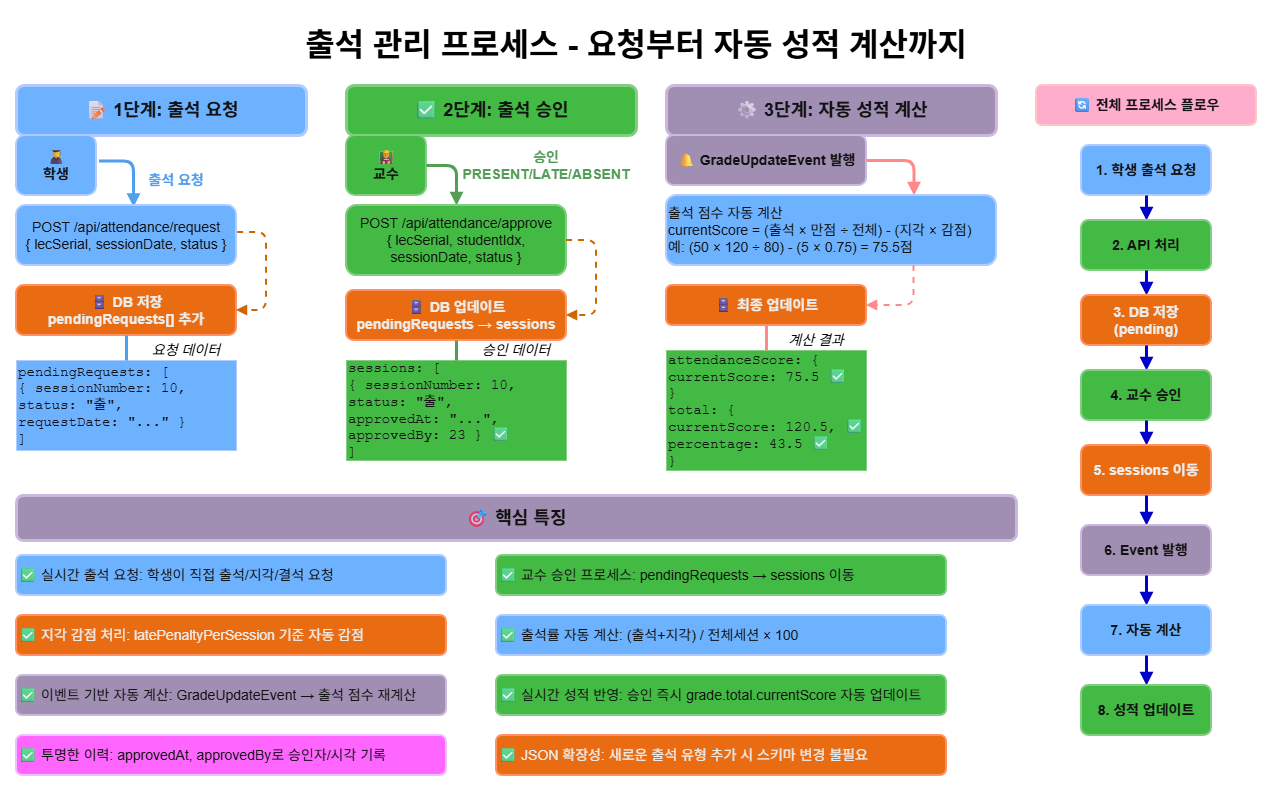 출석 관리 프로세스 - 요청부터 자동 성적 계산까지
📝 1단계: 출석 요청
학생
출석 요청
POST /api/attendance/request
{ lecSerial, sessionDate, status }
🗄️ DB 저장
pendingRequests[] 추가
요청 데이터
pendingRequests: [
{ sessionNumber: 10,
status: "출",
requestDate: "..." }
]
✅ 2단계: 출석 승인
교수
승인
PRESENT/LATE/ABSENT
POST /api/attendance/approve
{ lecSerial, studentIdx,
sessionDate, status }
🗄️ DB 업데이트
pendingRequests → sessions
승인 데이터
sessions: [
{ sessionNumber: 10,
status: "출",
approvedAt: "...",
approvedBy: 23 } ✅
]
⚙️ 3단계: 자동 성적 계산
🔔 GradeUpdateEvent 발행
출석 점수 자동 계산
currentScore = (출석 × 만점 ÷ 전체) - (지각 × 감점)
예: (50 × 120 ÷ 80) - (5 × 0.75) = 75.5점
🗄️ 최종 업데이트
계산 결과
attendanceScore: {
currentScore: 75.5 ✅
}
total: {
currentScore: 120.5, ✅
percentage: 43.5 ✅
}
🔄 전체 프로세스 플로우
1. 학생 출석 요청
2. API 처리
3. DB 저장
(pending)
4. 교수 승인
5. sessions 이동
6. Event 발행
7. 자동 계산
8. 성적 업데이트
🎯 핵심 특징
✅ 실시간 출석 요청: 학생이 직접 출석/지각/결석 요청
✅ 교수 승인 프로세스: pendingRequests → sessions 이동
✅ 지각 감점 처리: latePenaltyPerSession 기준 자동 감점
✅ 출석률 자동 계산: (출석+지각) / 전체세션 × 100
✅ 이벤트 기반 자동 계산: GradeUpdateEvent → 출석 점수 재계산
✅ 실시간 성적 반영: 승인 즉시 grade.total.currentScore 자동 업데이트
✅ 투명한 이력: approvedAt, approvedBy로 승인자/시각 기록
✅ JSON 확장성: 새로운 출석 유형 추가 시 스키마 변경 불필요